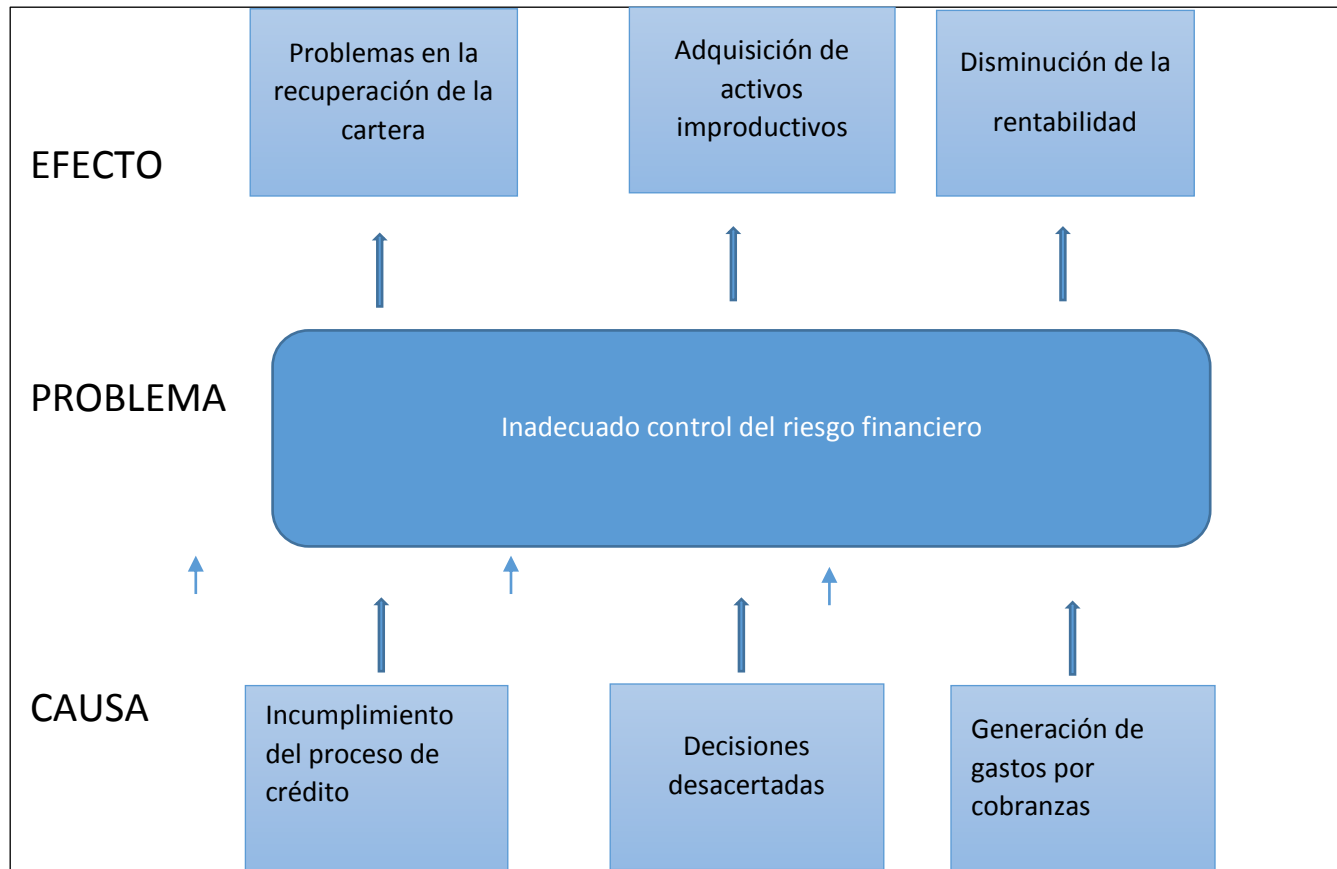 Problemas en la
recuperación de la
cartera
Adquisición de
activos
improductivos
Disminución de la
rentabilidad
EFECTO
PROBLEMA
Inadecuado control del riesgo financiero
CAUSA
Incumplimiento
del proceso de
crédito
Decisiones
desacertadas
Generación de
gastos por
cobranzas